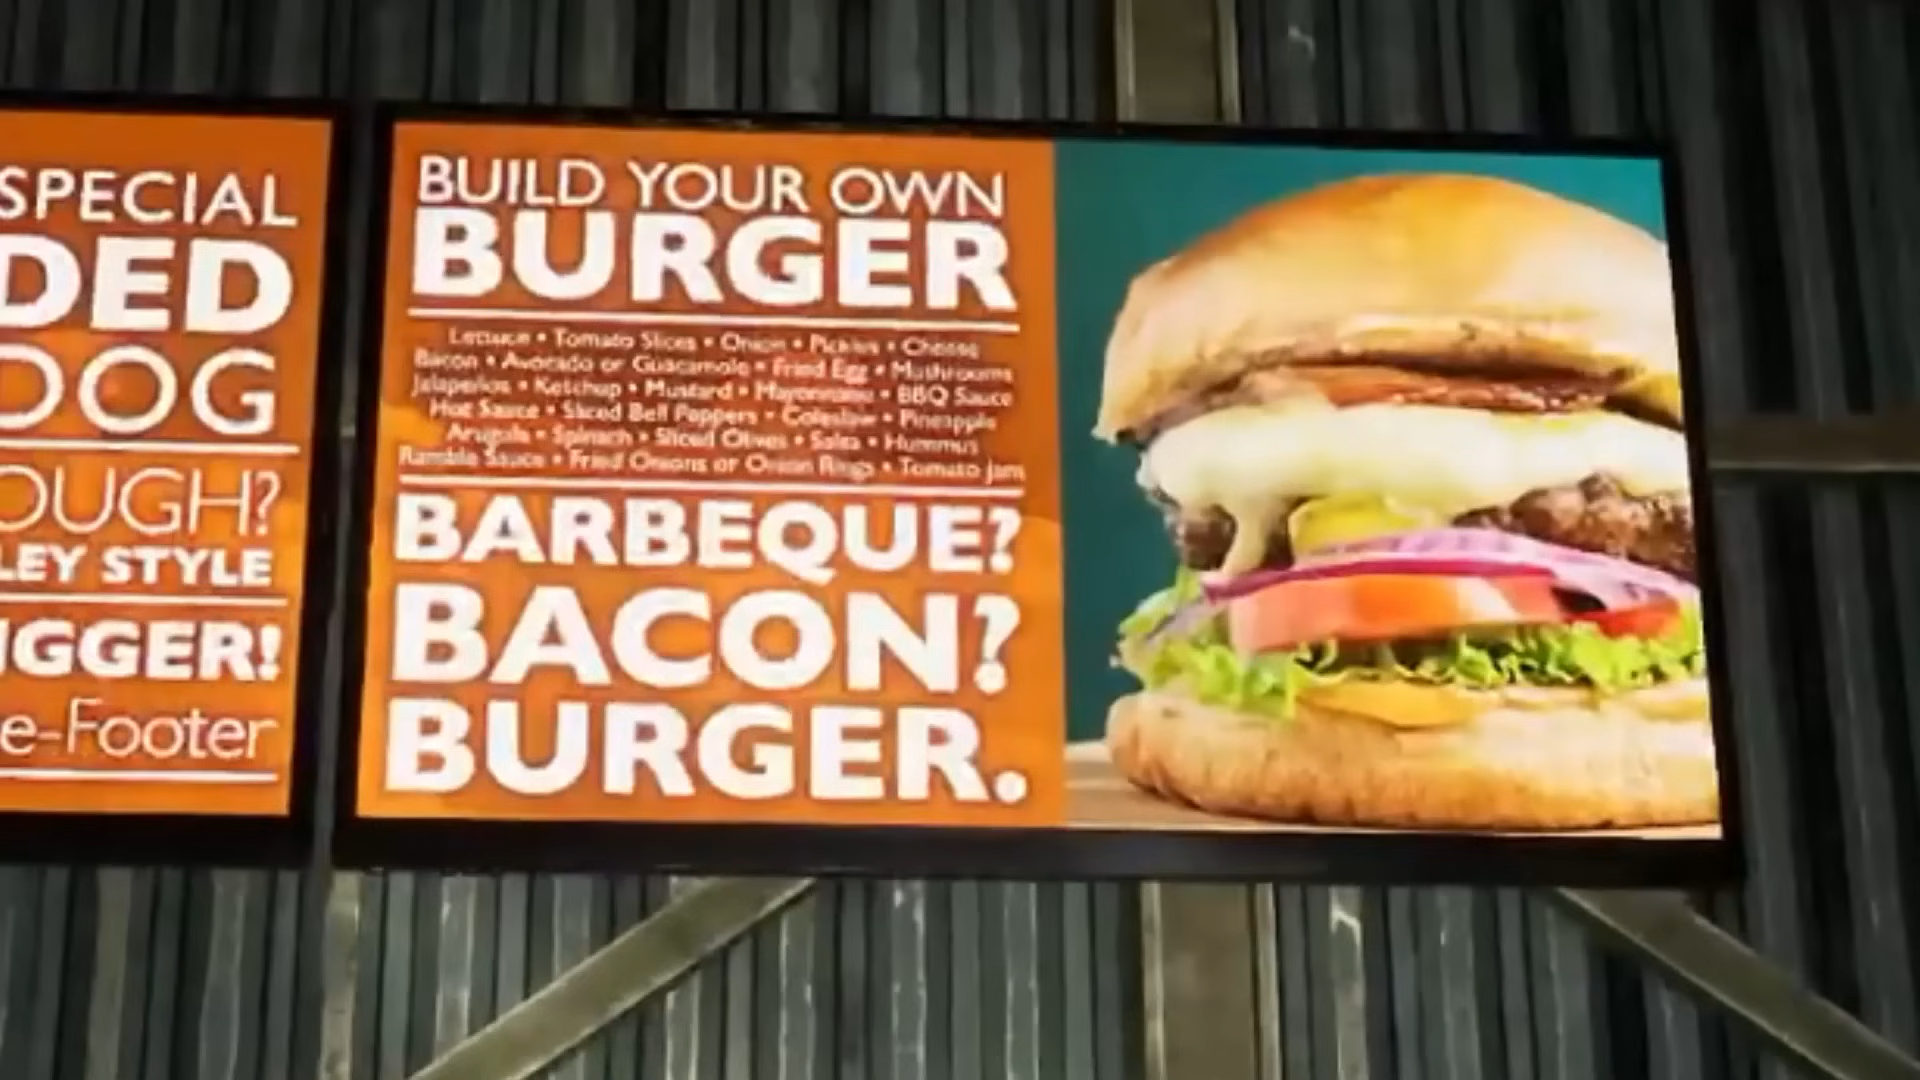 SPECIAL
DED
DOG
OUGH?
LEY STYLE
IGGER!
e-Footer
BUILD YOUR OWN
BURGER
Lettuce • Tomato Slices • Onion • Pickles • Cheese
Bacon • Avocado or Guacamole • Fried Egg • Mushrooms
Jalapeños • Ketchup • Mustard • Mayonnaise • BBQ Sauce
Hot Sauce • Sliced Bell Peppers • Coleslaw • Pineapple
Arugula • Spinach • Sliced Olives • Salsa • Hummus
Ramble Sauce • Fried Onions or Onion Rings • Tomato Jam
BARBEQUE?
BACON?
BURGER.